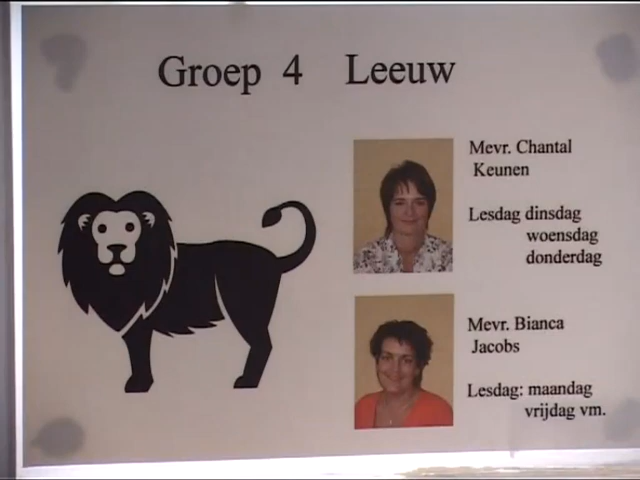 Groep 4 Leeuw
Mevr. Chantal
Keunen
Lesdag dinsdag
woensdag
donderdag
Mevr. Bianca
Jacobs
Lesdag: maandag
vrijdag vm.